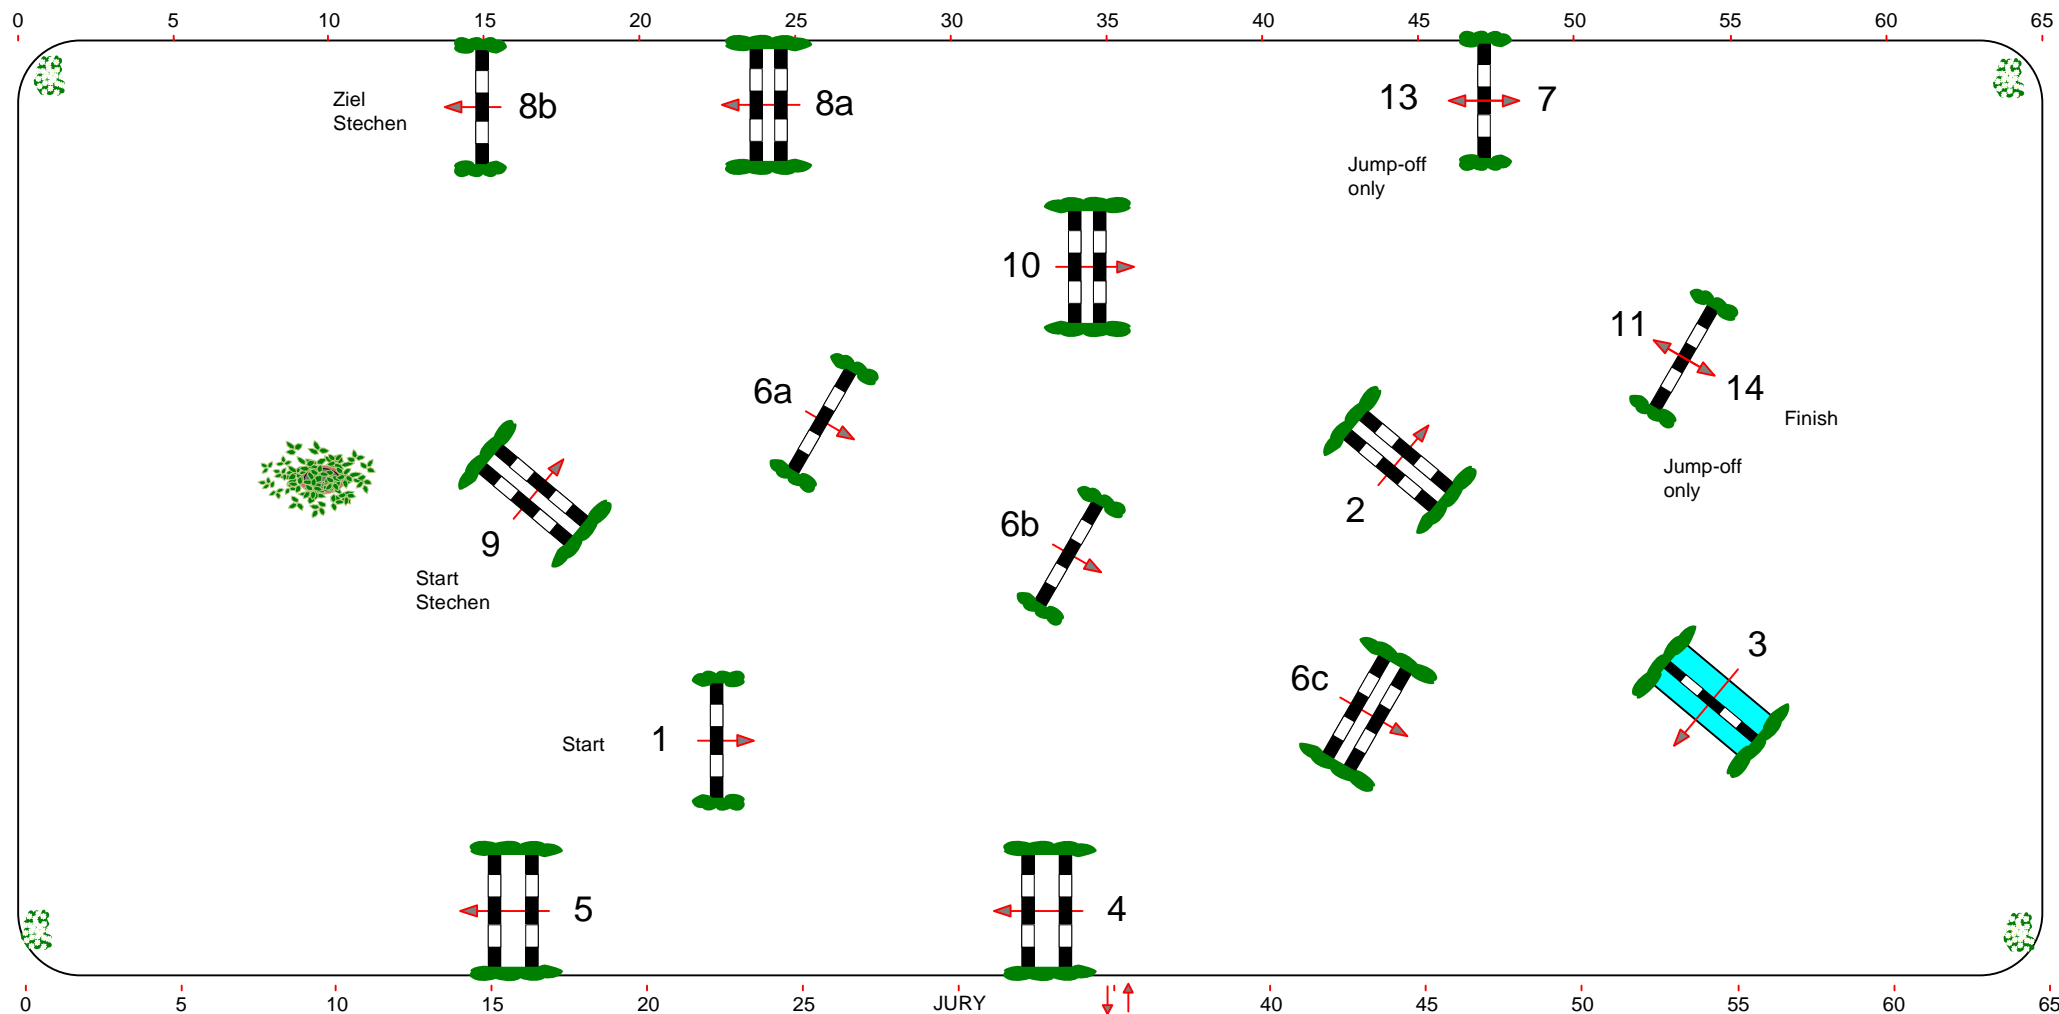 0 5 10 15 20 25 30 35 40 45 50 55 60 65
Ziel
Stechen
8b
8a
13
7
Jump-off
only
10
11
14
Finish
6a
Jump-off
only
2
9
6b
Start
Stechen
3
6c
Start
1
5
4
0 5 10 15 20 25 JURY 40 45 50 55 60 65